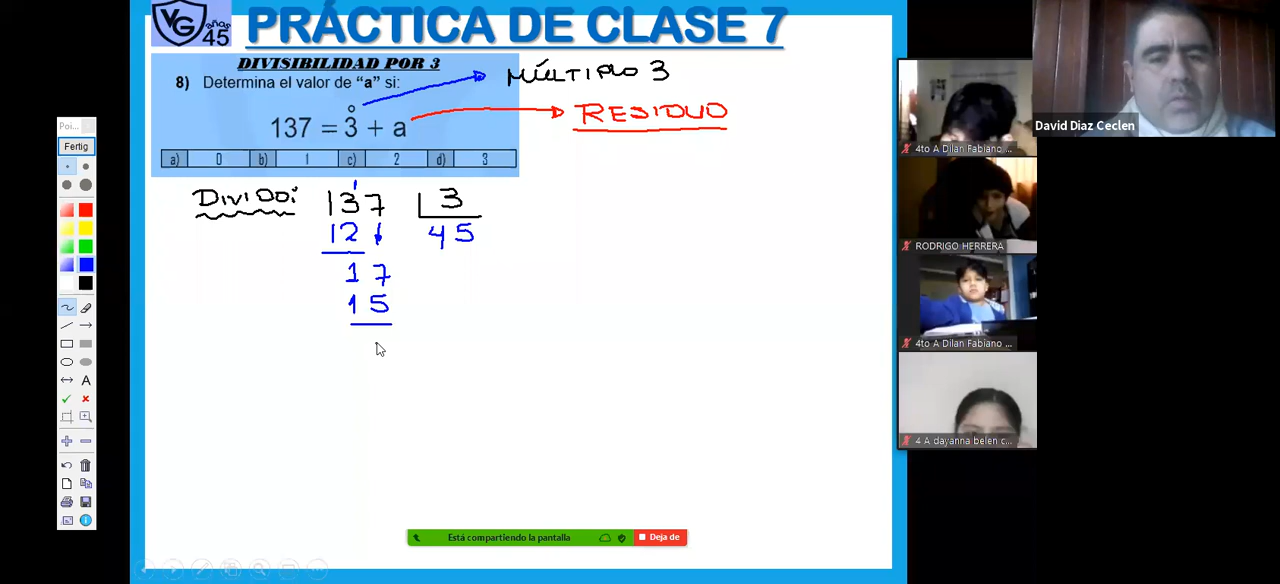 VG
años
45
PRÁCTICA DE CLASE 7
DIVISIBILIDAD POR 3
8) Determina el valor de "a" si:
137 = 3̊ + a
a) 0 b) 1 c) 2 d) 3
MÚLTIPLO 3
RESIDUO
DIVIDO:
137 3
12 45
17
15
Poi...
Fertig
A
David Diaz Ceclen
4to A Dilan Fabiano ...
RODRIGO HERRERA
4to A Dilan Fabiano ...
4 A dayanna belen c...
Está compartiendo la pantalla
Deja de